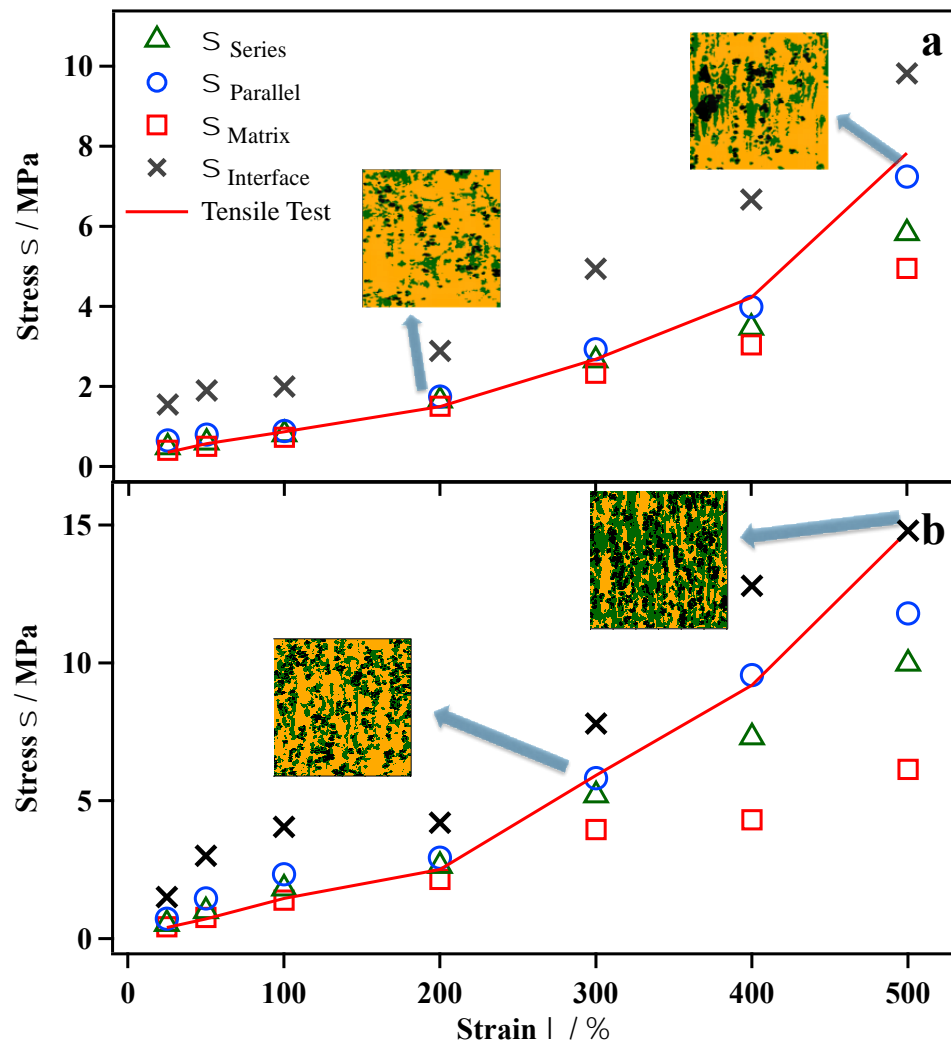 a
S Series
S Parallel
S Matrix
S Interface
Tensile Test
10
8
6
4
2
0
Stress S / MPa
b
15
10
5
0
Stress S / MPa
0 100 200 300 400 500
Strain l / %